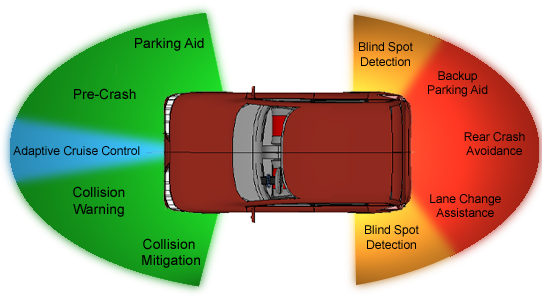 Parking Aid
Pre-Crash
Adaptive Cruise Control
Collision
Warning
Collision
Mitigation
Blind Spot
Detection
Backup
Parking Aid
Rear Crash
Avoidance
Lane Change
Assistance
Blind Spot
Detection